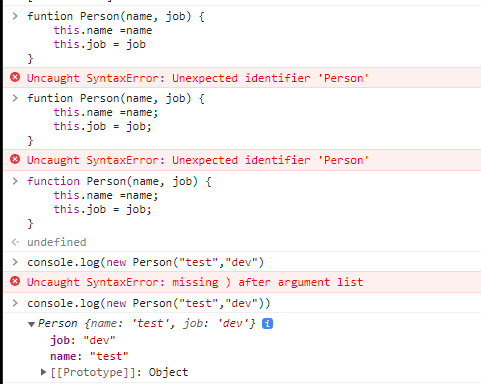 > funtion Person(name, job) {
this.name =name
this.job = job
}
Uncaught SyntaxError: Unexpected identifier 'Person'
> funtion Person(name, job) {
this.name =name;
this.job = job;
}
Uncaught SyntaxError: Unexpected identifier 'Person'
> function Person(name, job) {
this.name =name;
this.job = job;
}
undefined
> console.log(new Person("test","dev")
Uncaught SyntaxError: missing ) after argument list
> console.log(new Person("test","dev"))
Person {name: 'test', job: 'dev'} i
job: "dev"
name: "test"
[[Prototype]]: Object